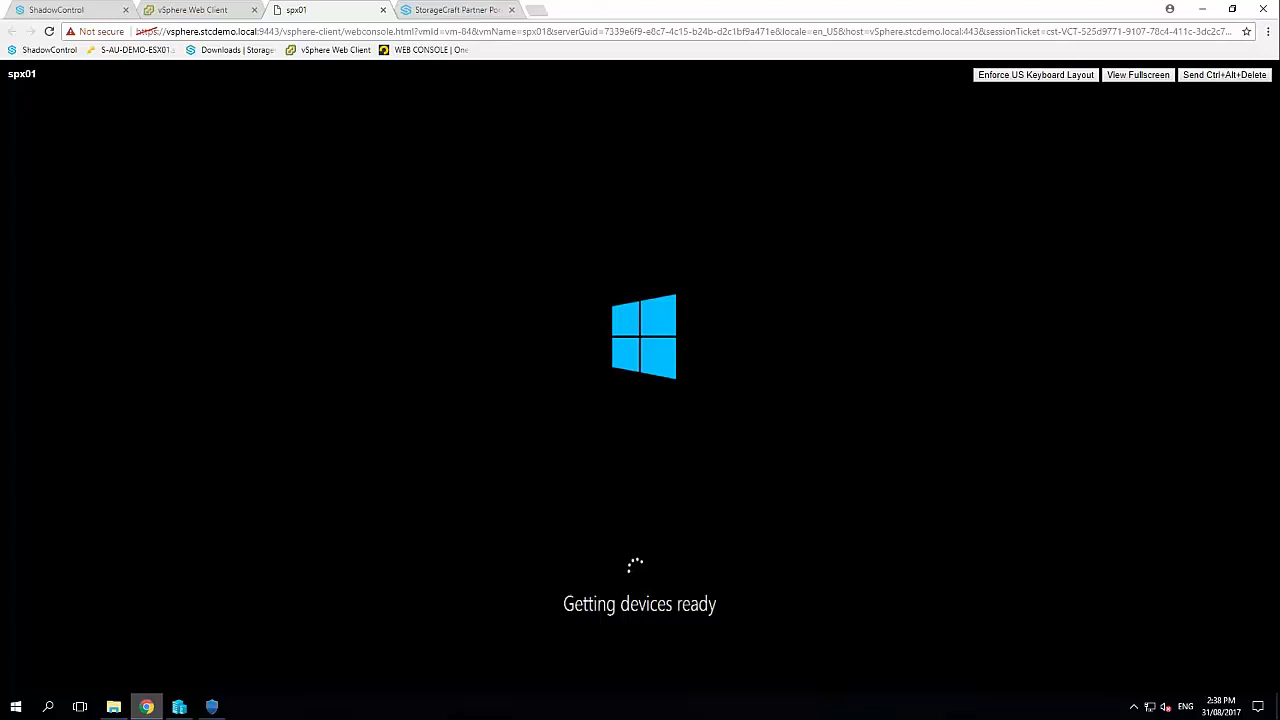 ShadowControl
vSphere Web Client
spx01
StorageCraft Partner Po
Not secure
https://vsphere.stcdemo.local:9443/vsphere-client/webconsole.html?vmId=vm-84&vmName=spx01&serverGuid=7339e6f9-e8c7-4c15-b24b-d2c1bf9a471e&locale=en_US&host=vSphere.stcdemo.local:443&sessionTicket=cst-VCT-525d9771-9107-78c4-411c-3dc2c7...
ShadowControl
S-AU-DEMO-ESX01
Downloads | Storage
vSphere Web Client
WEB CONSOLE | One
spx01
Enforce US Keyboard Layout
View Fullscreen
Send Ctrl+Alt+Delete
Getting devices ready
ENG
2:38 PM
31/08/2017